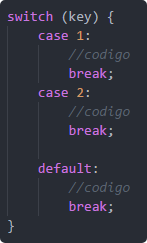 switch (key) {
case 1:
//codigo
break;
case 2:
//codigo
break;
default:
//codigo
break;
}